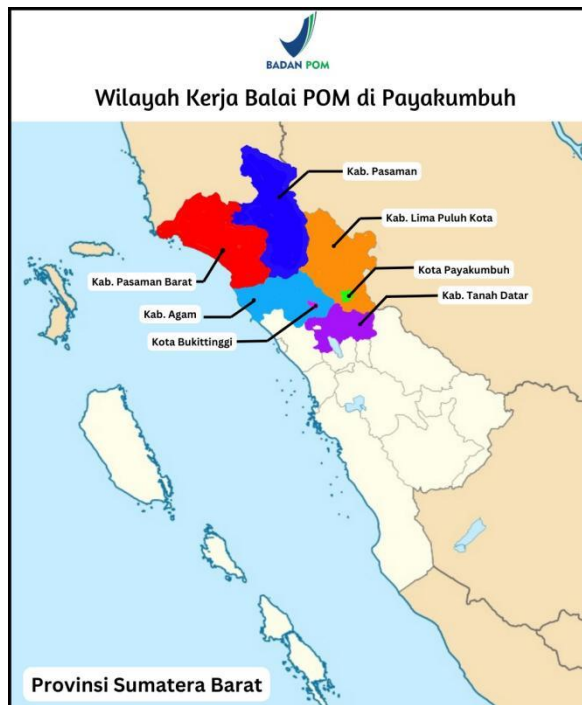 BADAN POM
Wilayah Kerja Balai POM di Payakumbuh
Kab. Pasaman
Kab. Lima Puluh Kota
Kota Payakumbuh
Kab. Pasaman Barat
Kab. Tanah Datar
Kab. Agam
Kota Bukittinggi
Provinsi Sumatera Barat